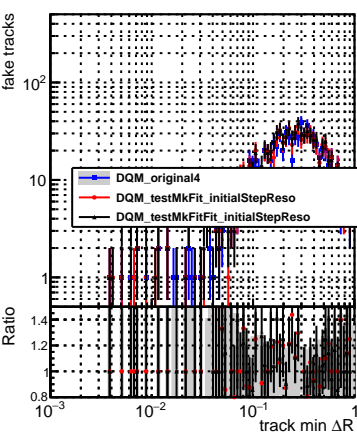 fake tracks
10²
10
1
DQM_original4
DQM_testMkFit_initialStepReso
DQM_testMkFitFit_initialStepReso
Ratio
1.4
1.2
1
0.8
10⁻³ 10⁻² 10⁻¹ 1
track min ΔR